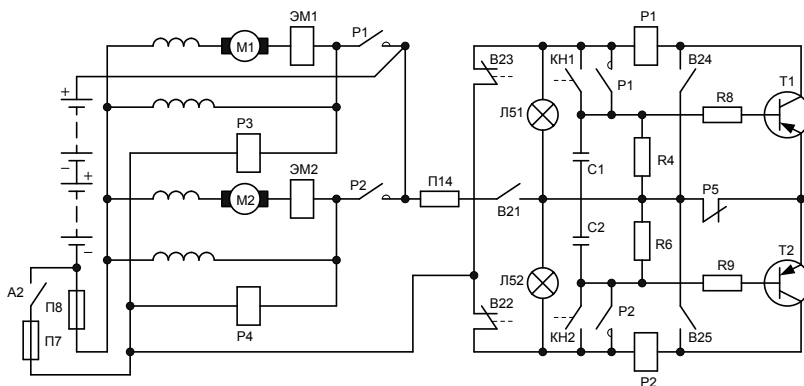 ЭМ1
Р1
Р1
М1
В23
КН1
В24
Р1
Т1
+
Л51
R8
Р3
R4
−
+
ЭМ2
С1
Р2
П14
Р5
М2
В21
С2
R6
−
Т2
Л52
R9
А2
П8
В22
Р2
КН2
В25
П7
Р4
Р2